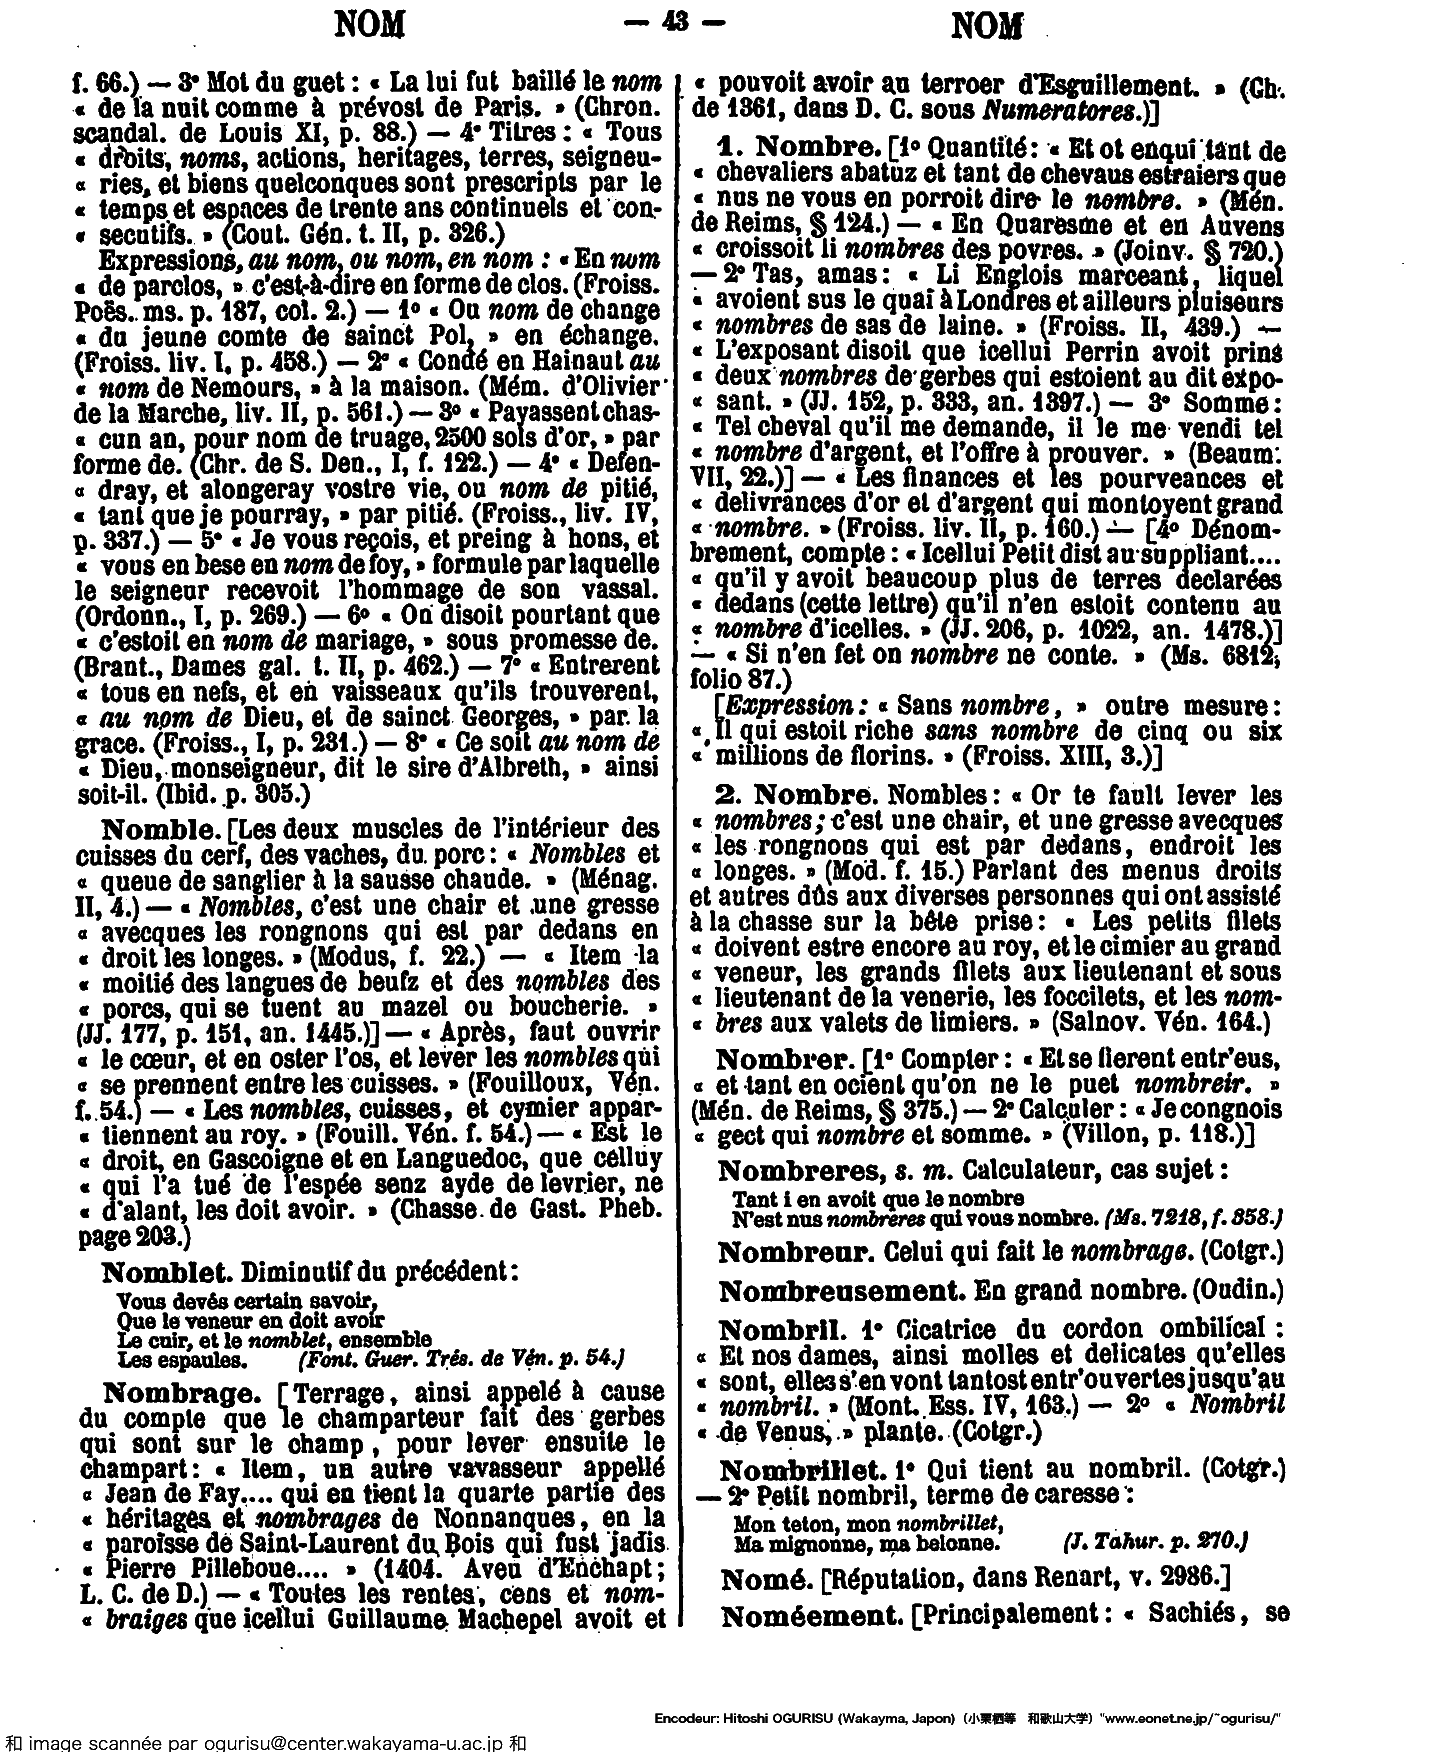 NOM
— 43 —
NOM
f. 66.) — 3° Mot du guet : « La lui fut baillé le nom
« de la nuit comme à prévost de Paris. » (Chron.
scandal. de Louis XI, p. 88.) — 4° Titres : « Tous
« droits, noms, actions, heritages, terres, seigneu-
« ries, et biens quelconques sont prescripts par le
« temps et espaces de trente ans continuels et con-
« secutifs. » (Cout. Gén. t. II, p. 326.)
Expressions, au nom, ou nom, en nom : « En nom
« de parclos, » c'est-à-dire en forme de clos. (Froiss.
Poës. ms. p. 187, col. 2.) — 1° « Ou nom de change
« du jeune comte de sainct Pol, » en échange.
(Froiss. liv. I, p. 458.) — 2° « Condé en Hainaut au
« nom de Nemours, » à la maison. (Mém. d'Olivier
de la Marche, liv. II, p. 561.) — 3° « Payassent chas-
« cun an, pour nom de truage, 2500 sols d'or, » par
forme de. (Chr. de S. Den., I, f. 122.) — 4° « Defen-
« dray, et alongeray vostre vie, ou nom de pitié,
« tant que je pourray, » par pitié. (Froiss., liv. IV,
p. 337.) — 5° « Je vous reçois, et preing à hons, et
« vous en bese en nom de foy, » formule par laquelle
le seigneur recevoit l'hommage de son vassal.
(Ordonn., I, p. 269.) — 6° « On disoit pourtant que
« c'estoit en nom de mariage, » sous promesse de.
(Brant., Dames gal. t. II, p. 462.) — 7° « Entrerent
« tous en nefs, et en vaisseaux qu'ils trouverent,
« au nom de Dieu, et de sainct Georges, » par la
grace. (Froiss., I, p. 231.) — 8° « Ce soit au nom de
« Dieu, monseigneur, dit le sire d'Albreth, » ainsi
soit-il. (Ibid. p. 305.)
Nomble. [Les deux muscles de l'intérieur des
cuisses du cerf, des vaches, du porc : « Nombles et
« queue de sanglier à la sausse chaude. » (Ménag.
II, 4.) — « Nombles, c'est une chair et une gresse
« avecques les rongnons qui est par dedans en
« droit les longes. » (Modus, f. 22.) — « Item la
« moitié des langues de beufz et des nombles des
« porcs, qui se tuent au mazel ou boucherie. »
(JJ. 177, p. 151, an. 1445.)] — « Après, faut ouvrir
« le cœur, et en oster l'os, et lever les nombles qui
« se prennent entre les cuisses. » (Fouilloux, Vén.
f. 54.) — « Les nombles, cuisses, et cymier appar-
« tiennent au roy. » (Fouill. Vén. f. 54.) — « Est le
« droit, en Gascoigne et en Languedoc, que celluy
« qui l'a tué de l'espée senz ayde de levrier, ne
« d'alant, les doit avoir. » (Chasse de Gast. Pheb.
page 203.)
Nomblet. Diminutif du précédent :
Vous devés certain savoir,
Que le veneur en doit avoir
Le cuir, et le nomblet, ensemble
Les espaules. (Font. Guer. Trés. de Vén. p. 54.)
Nombrage. [Terrage, ainsi appelé à cause
du compte que le champarteur fait des gerbes
qui sont sur le champ, pour lever ensuite le
champart : « Item, un autre vavasseur appellé
« Jean de Fay.... qui en tient la quarte partie des
« héritages et nombrages de Nonnanques, en la
« paroisse de Saint-Laurent du Bois qui fust jadis
« Pierre Pilleboue.... » (1404. Aveu d'Enchapt ;
L. C. de D.) — « Toutes les rentes, cens et nom-
« braiges que icellui Guillaume Machepel avoit et
« pouvoit avoir au terroer d'Esguillement. » (Ch.
de 1361, dans D. C. sous Numeratores.)]
1. Nombre. [1° Quantité : « Et ot enqui tant de
« chevaliers abatuz et tant de chevaus estraiers que
« nus ne vous en porroit dire le nombre. » (Mén.
de Reims, § 124.) — « En Quaresme et en Auvens
« croissoit li nombres des povres. » (Joinv. § 720.)
— 2° Tas, amas : « Li Englois marceant, liquel
« avoient sus le quai à Londres et ailleurs pluiseurs
« nombres de sas de laine. » (Froiss. II, 439.) —
« L'exposant disoit que icellui Perrin avoit prins
« deux nombres de gerbes qui estoient au dit expo-
« sant. » (JJ. 152, p. 333, an. 1397.) — 3° Somme :
« Tel cheval qu'il me demande, il le me vendi tel
« nombre d'argent, et l'offre à prouver. » (Beaum.
VII, 22.)] — « Les finances et les pourveances et
« delivrances d'or et d'argent qui montoyent grand
« nombre. » (Froiss. liv. II, p. 160.) — [4° Dénom-
brement, compte : « Icellui Petit dist au suppliant....
« qu'il y avoit beaucoup plus de terres declarées
« dedans (cette lettre) qu'il n'en estoit contenu au
« nombre d'icelles. » (JJ. 206, p. 1022, an. 1478.)]
— « Si n'en fet on nombre ne conte. » (Ms. 6812,
folio 87.)
[Expression : « Sans nombre, » outre mesure :
« Il qui estoit riche sans nombre de cinq ou six
« millions de florins. » (Froiss. XIII, 3.)]
2. Nombre. Nombles : « Or te fault lever les
« nombres ; c'est une chair, et une gresse avecques
« les rongnons qui est par dedans, endroit les
« longes. » (Mod. f. 15.) Parlant des menus droits
et autres dûs aux diverses personnes qui ont assisté
à la chasse sur la bête prise : « Les petits filets
« doivent estre encore au roy, et le cimier au grand
« veneur, les grands filets aux lieutenant et sous
« lieutenant de la venerie, les foccilets, et les nom-
« bres aux valets de limiers. » (Salnov. Vén. 164.)
Nombrer. [1° Compter : « Et se fierent entr'eus,
« et tant en ocient qu'on ne le puet nombreir. »
(Mén. de Reims, § 375.) — 2° Calculer : « Je congnois
« gect qui nombre et somme. » (Villon, p. 118.)]
Nombreres, s. m. Calculateur, cas sujet :
Tant i en avoit que le nombre
N'est nus nombreres qui vous nombre. (Ms. 7218, f. 858.)
Nombreur. Celui qui fait le nombrage. (Cotgr.)
Nombreusement. En grand nombre. (Oudin.)
Nombril. 1° Cicatrice du cordon ombilical :
« Et nos dames, ainsi molles et delicates qu'elles
« sont, elles s'en vont tantost entr'ouvertes jusqu'au
« nombril. » (Mont. Ess. IV, 163.) — 2° « Nombril
« de Venus, » plante. (Cotgr.)
Nombrillet. 1° Qui tient au nombril. (Cotgr.)
— 2° Petit nombril, terme de caresse :
Mon teton, mon nombrillet,
Ma mignonne, ma belonne. (J. Tahur. p. 270.)
Nomé. [Réputation, dans Renart, v. 2986.]
Noméement. [Principalement : « Sachiés, se
Encodeur: Hitoshi OGURISU (Wakayma, Japon) (小栗栖等 和歌山大学) "www.eonet.ne.jp/~ogurisu/"
和 image scannée par ogurisu@center.wakayama-u.ac.jp 和